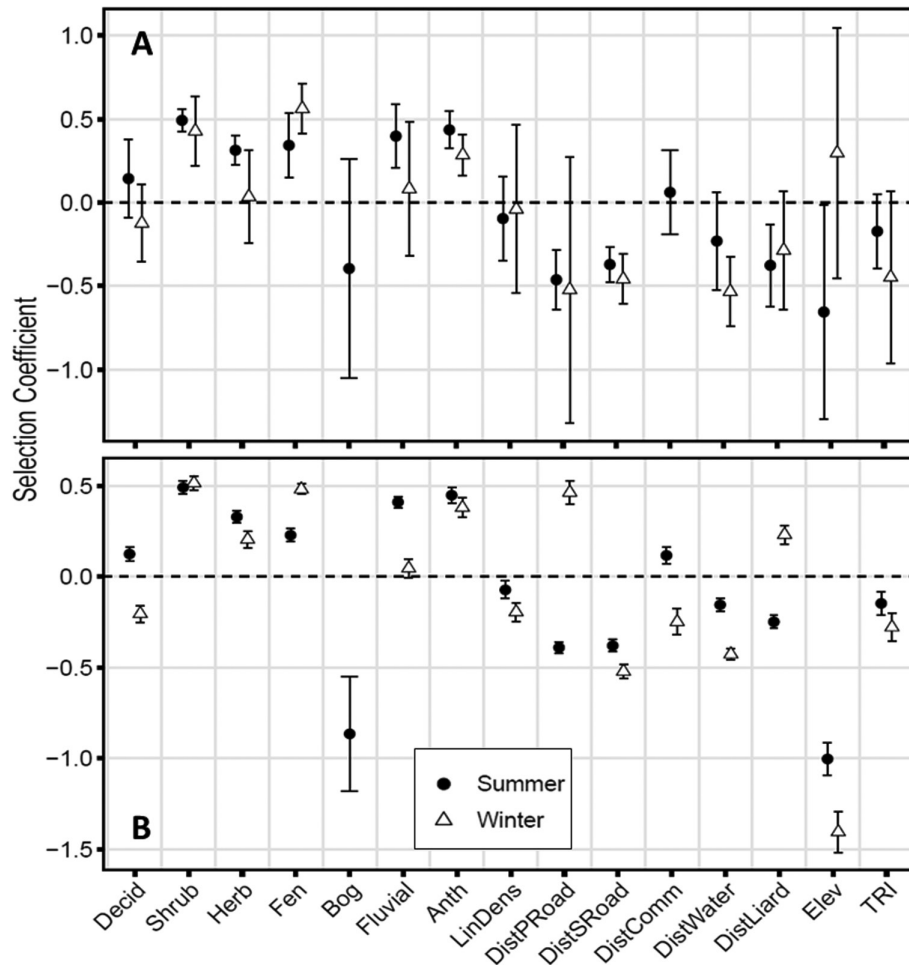 A
1.0
0.5
0.0
−0.5
−1.0
Selection Coefficient
0.5
0.0
−0.5
−1.0
−1.5
B
Summer
Winter
Decid
Shrub
Herb
Fen
Bog
Fluvial
Anth
LinDens
DistPRoad
DistSRoad
DistComm
DistWater
DistLiard
Elev
TRI